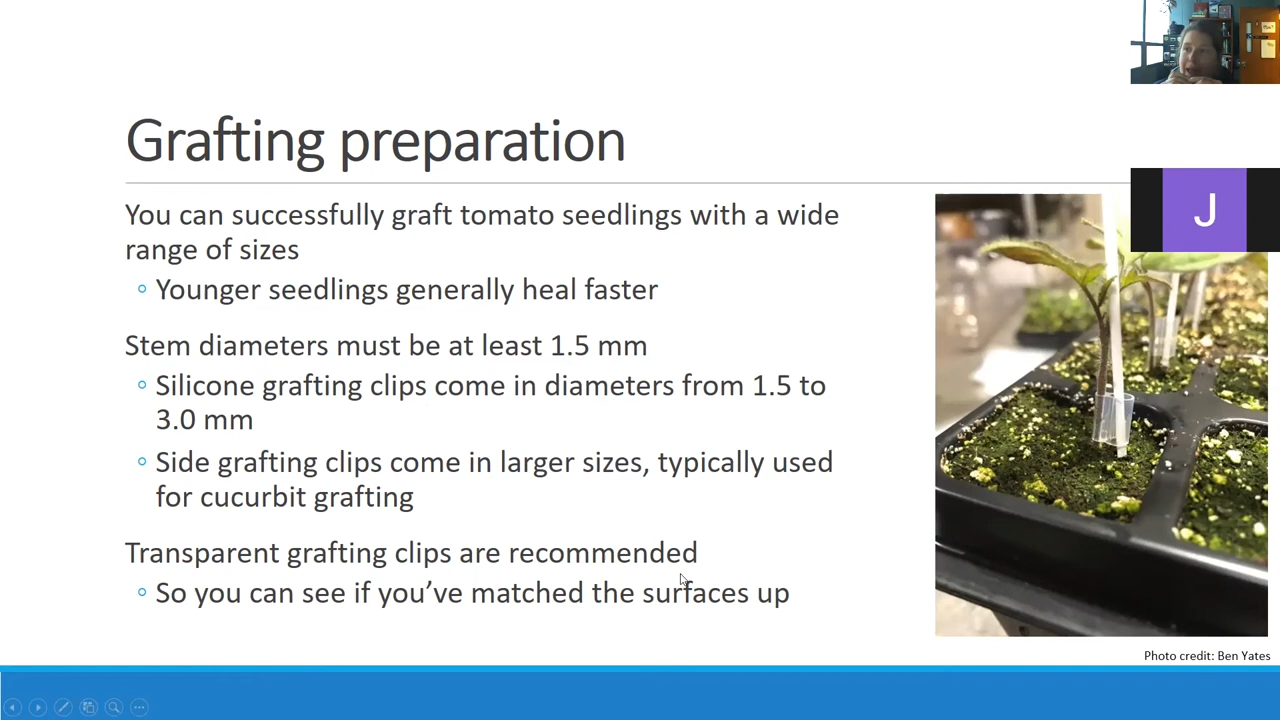 Grafting preparation
J
You can successfully graft tomato seedlings with a wide
range of sizes
◦ Younger seedlings generally heal faster
Stem diameters must be at least 1.5 mm
◦ Silicone grafting clips come in diameters from 1.5 to
3.0 mm
◦ Side grafting clips come in larger sizes, typically used
for cucurbit grafting
Transparent grafting clips are recommended
◦ So you can see if you’ve matched the surfaces up
Photo credit: Ben Yates